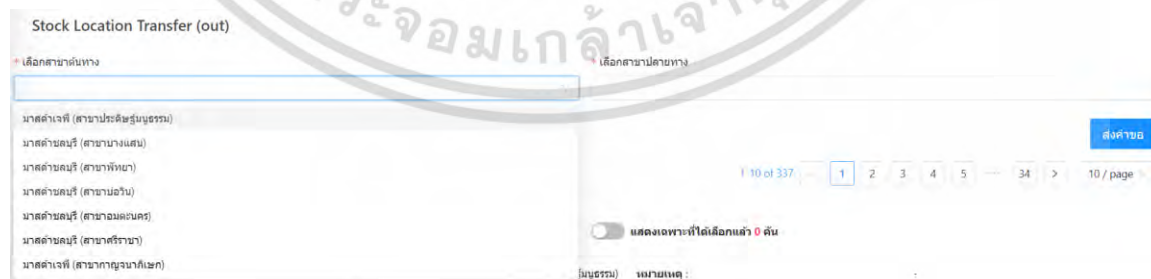 Stock Location Transfer (out)
* เลือกสาขาต้นทาง
* เลือกสาขาปลายทาง
มาสด้าเจพี (สาขาประดิษฐ์มนูธรรม)
มาสด้าชลบุรี (สาขาบางแสน)
มาสด้าชลบุรี (สาขาพัทยา)
มาสด้าชลบุรี (สาขาบ่อวิน)
มาสด้าชลบุรี (สาขาอมตะนคร)
มาสด้าชลบุรี (สาขาศรีราชา)
มาสด้าเจพี (สาขากาญจนาภิเษก)
ส่งคำขอ
10 of 337 1 2 3 4 5 34 > 10 / page
แสดงเฉพาะที่ได้เลือกแล้ว 0 คัน
หมายเหตุ :